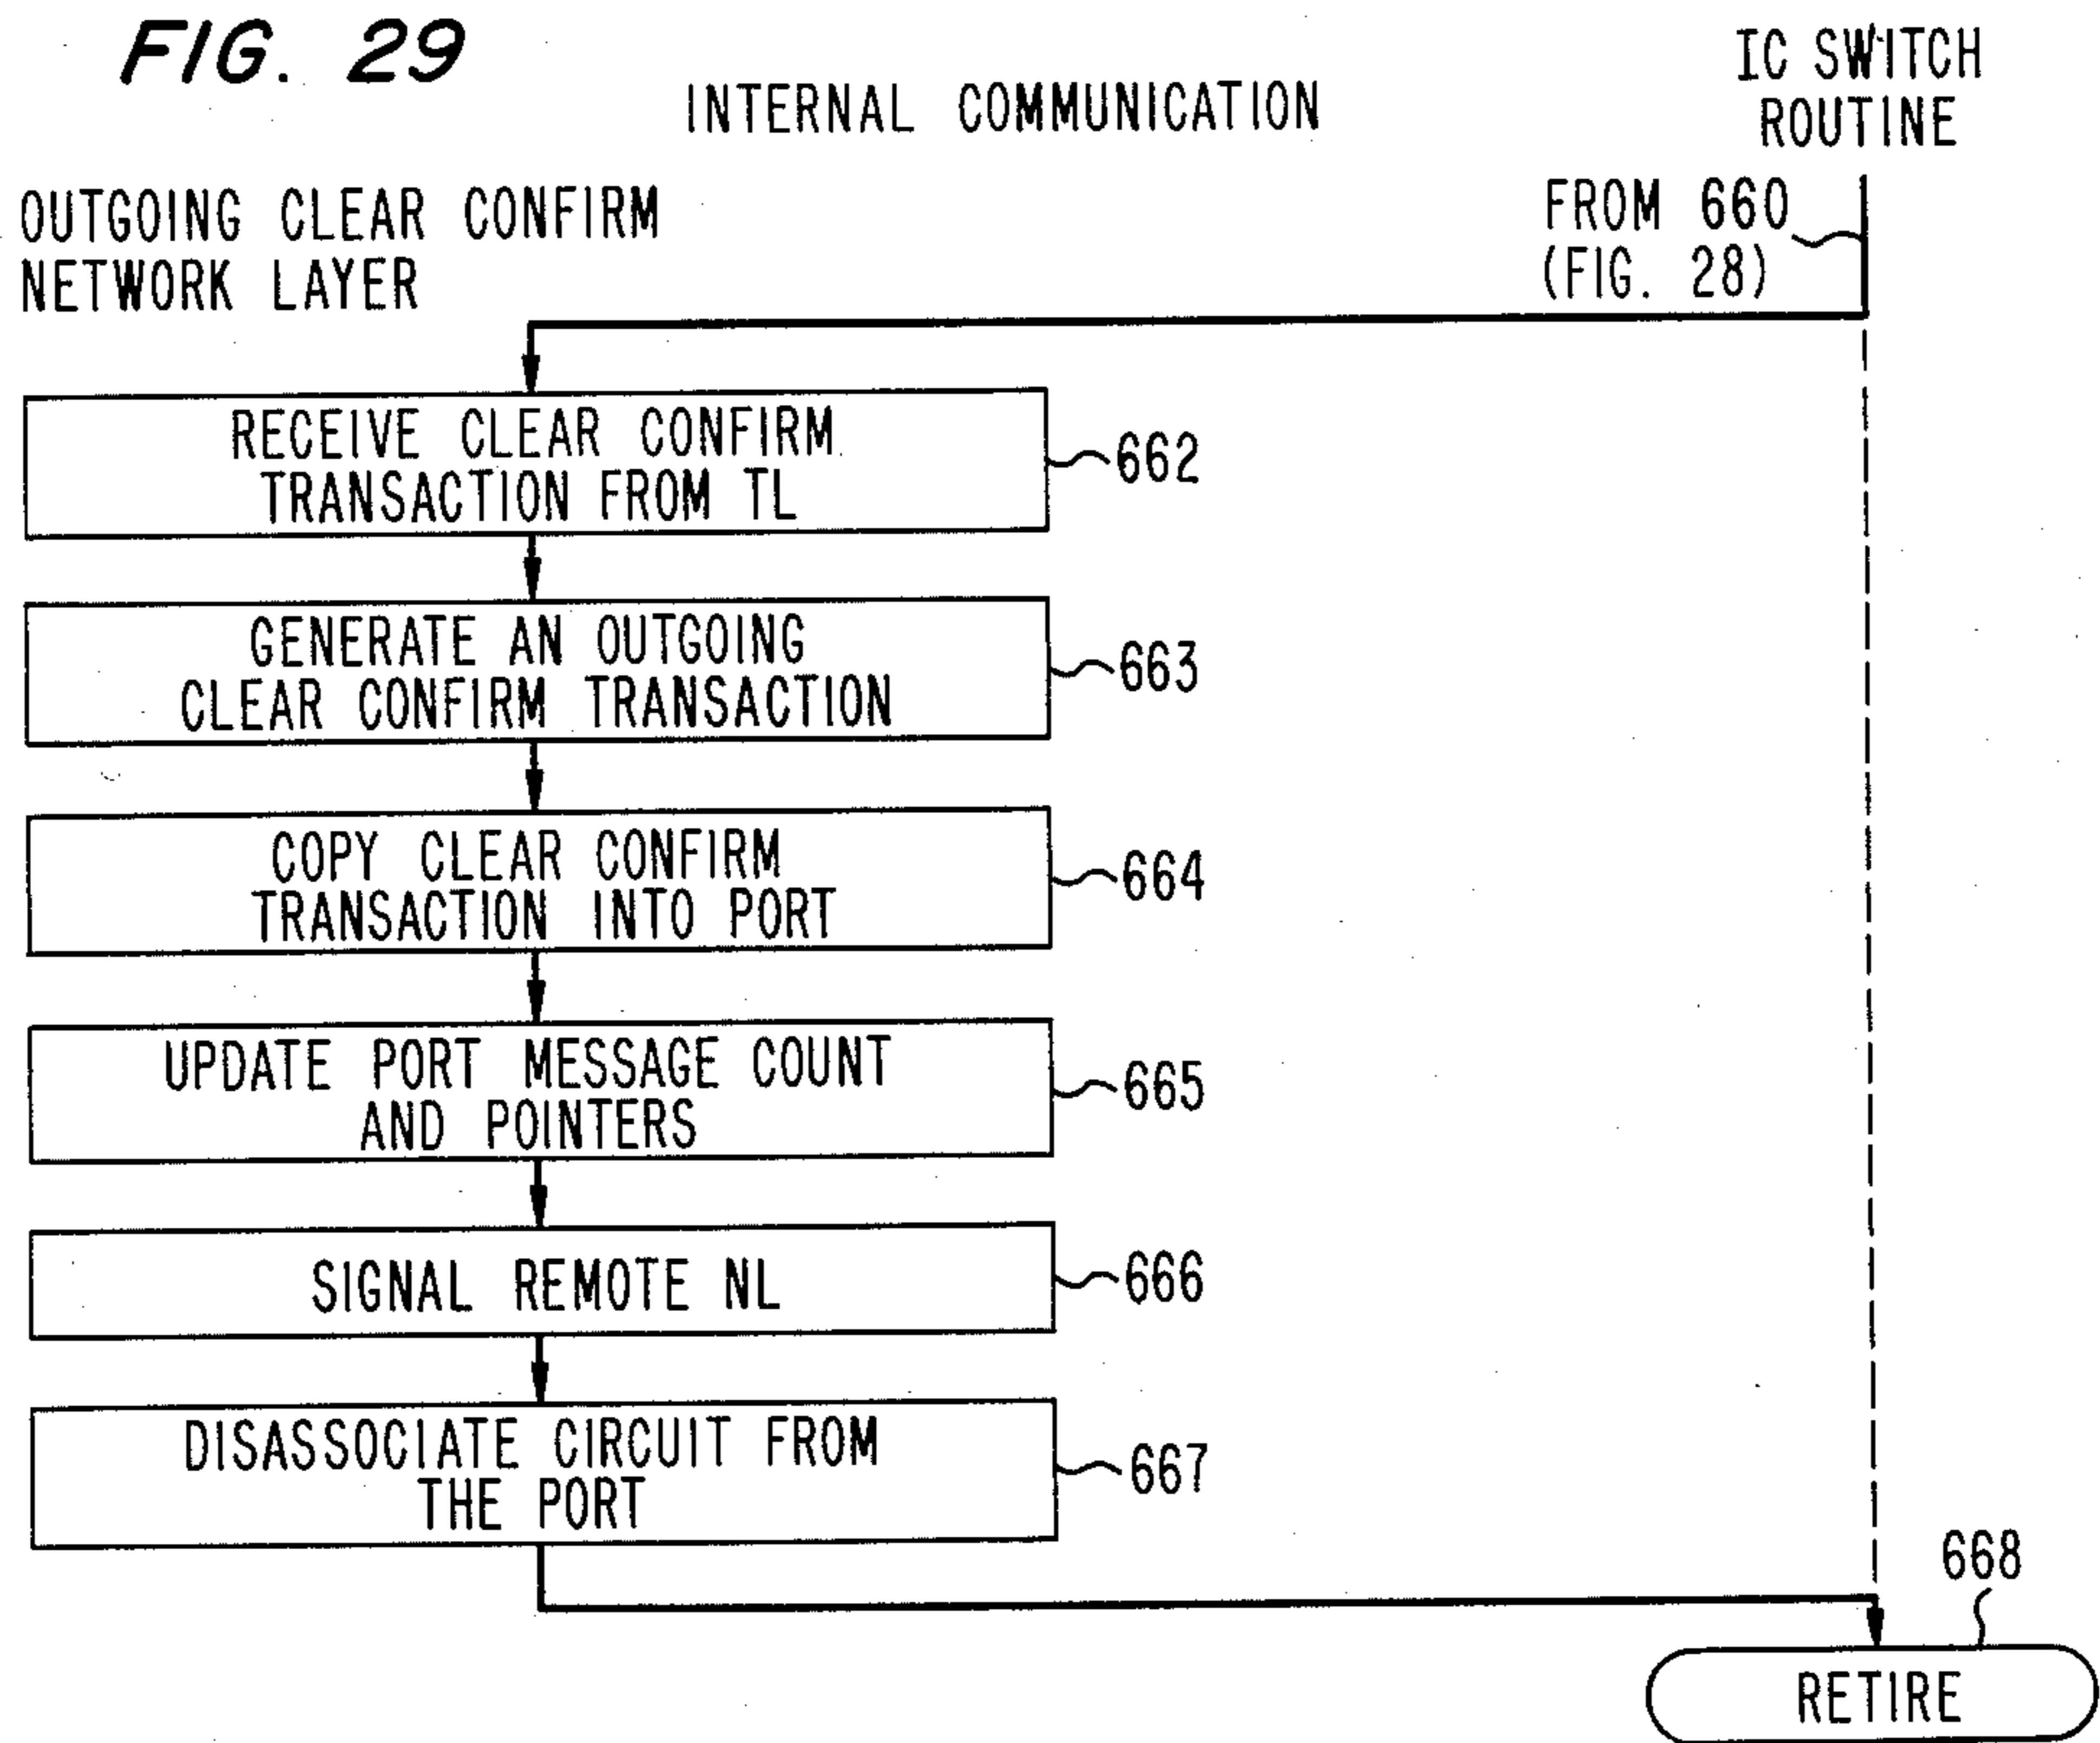 FIG. 29
INTERNAL COMMUNICATION
IC SWITCH
ROUTINE
OUTGOING CLEAR CONFIRM
NETWORK LAYER
FROM 660
(FIG. 28)
RECEIVE CLEAR CONFIRM
TRANSACTION FROM TL
662
GENERATE AN OUTGOING
CLEAR CONFIRM TRANSACTION
663
COPY CLEAR CONFIRM
TRANSACTION INTO PORT
664
UPDATE PORT MESSAGE COUNT
AND POINTERS
665
SIGNAL REMOTE NL
666
DISASSOCIATE CIRCUIT FROM
THE PORT
667
668
RETIRE